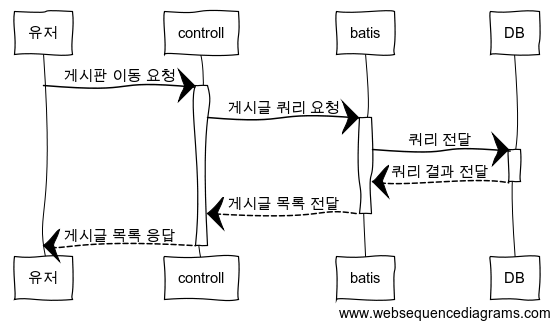 유저 controll batis DB
게시판 이동 요청
게시글 쿼리 요청
쿼리 전달
쿼리 결과 전달
게시글 목록 전달
게시글 목록 응답
유저 controll batis DB
www.websequencediagrams.com